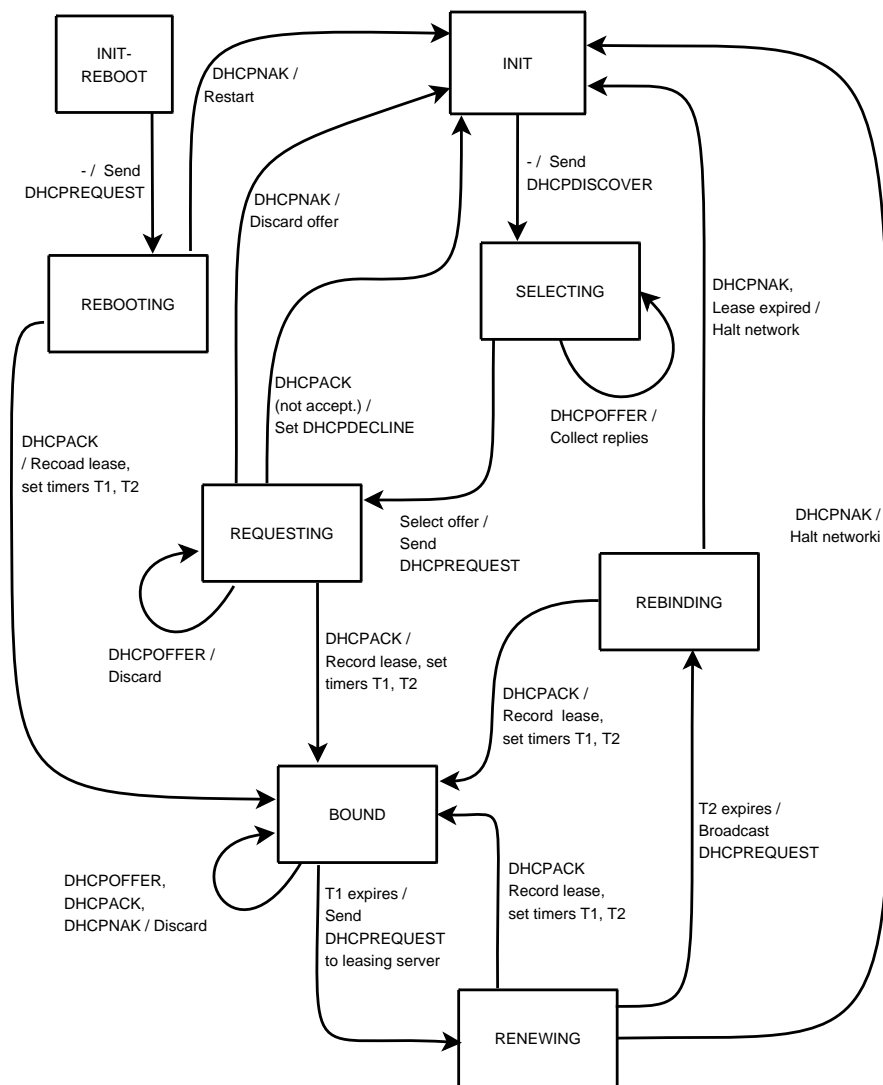 INIT-
REBOOT
INIT
DHCPNAK /
Restart
- /  Send
DHCPREQUEST
- /  Send
DHCPDISCOVER
DHCPNAK /
Discard offer
REBOOTING
SELECTING
DHCPNAK,
Lease expired /
Halt network
DHCPACK
(not accept.) /
Set DHCPDECLINE
DHCPOFFER /
Collect replies
DHCPACK
/ Recoad lease,
set timers T1, T2
REQUESTING
Select offer /
Send
DHCPREQUEST
DHCPNAK /
Halt networki
REBINDING
DHCPOFFER /
Discard
DHCPACK /
Record lease, set
timers T1, T2
DHCPACK /
Record  lease,
set timers T1, T2
BOUND
T2 expires /
Broadcast
DHCPREQUEST
DHCPOFFER,
DHCPACK,
DHCPNAK / Discard
T1 expires /
Send
DHCPREQUEST
to leasing server
DHCPACK
Record lease,
set timers T1, T2
RENEWING